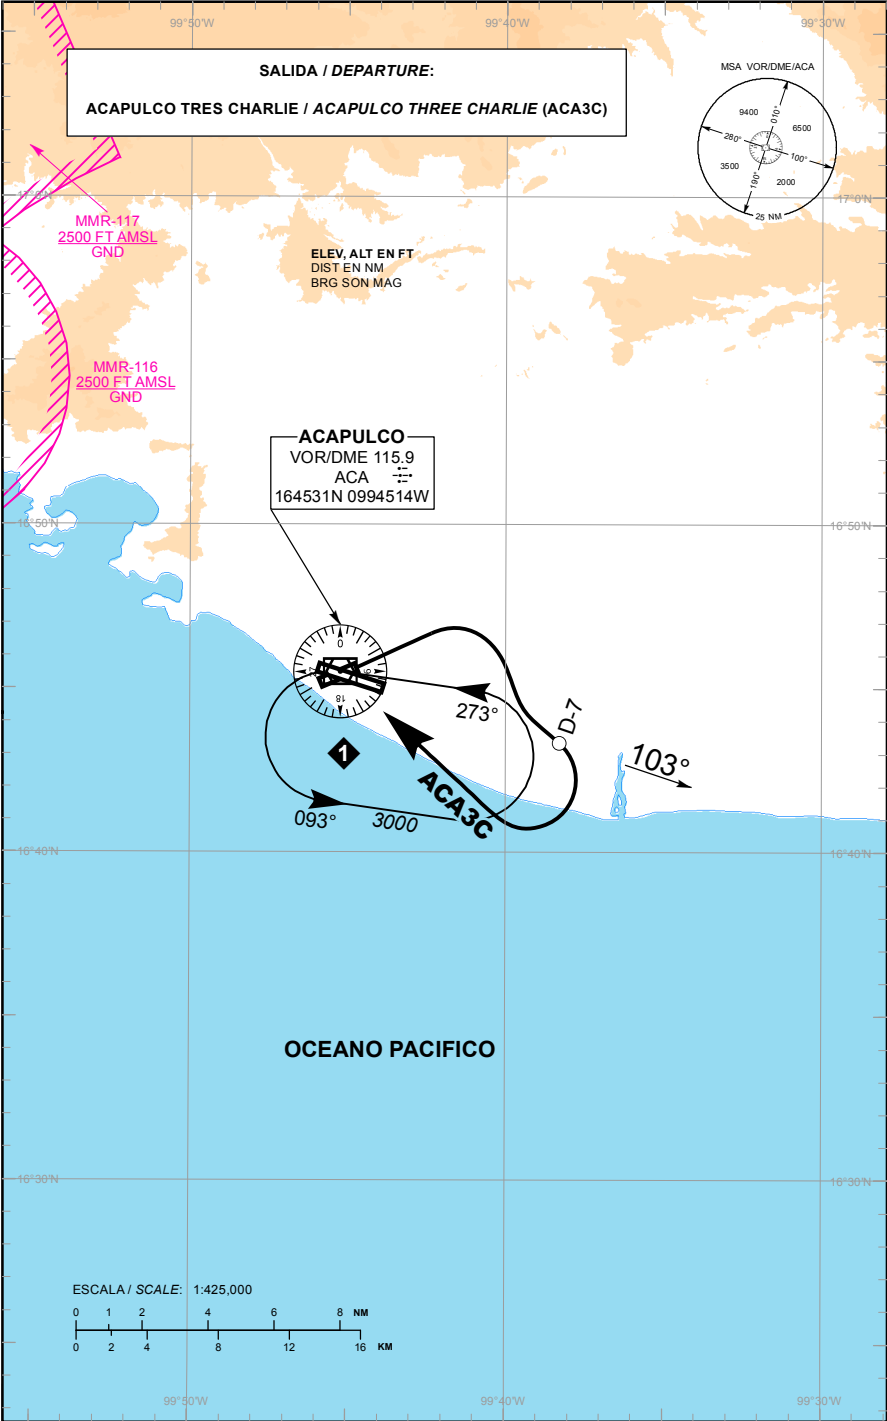 99°50'W
99°40'W
99°30'W
SALIDA / DEPARTURE:
ACAPULCO TRES CHARLIE / ACAPULCO THREE CHARLIE (ACA3C)
MSA VOR/DME/ACA
9400
010°
6500
280°
100°
3500
190°
2000
25 NM
17°0'N
MMR-117
2500 FT AMSL
GND
ELEV, ALT EN FT
DIST EN NM
BRG SON MAG
MMR-116
2500 FT AMSL
GND
ACAPULCO
VOR/DME 115.9
ACA
164531N 0994514W
16°50'N
16°50'N
0
18
273°
D-7
1
103°
ACA3C
093°
3000
16°40'N
16°40'N
OCEANO PACIFICO
16°30'N
16°30'N
ESCALA / SCALE: 1:425,000
0 1 2 4 6 8 NM
0 2 4 8 12 16 KM
99°50'W
99°40'W
99°30'W